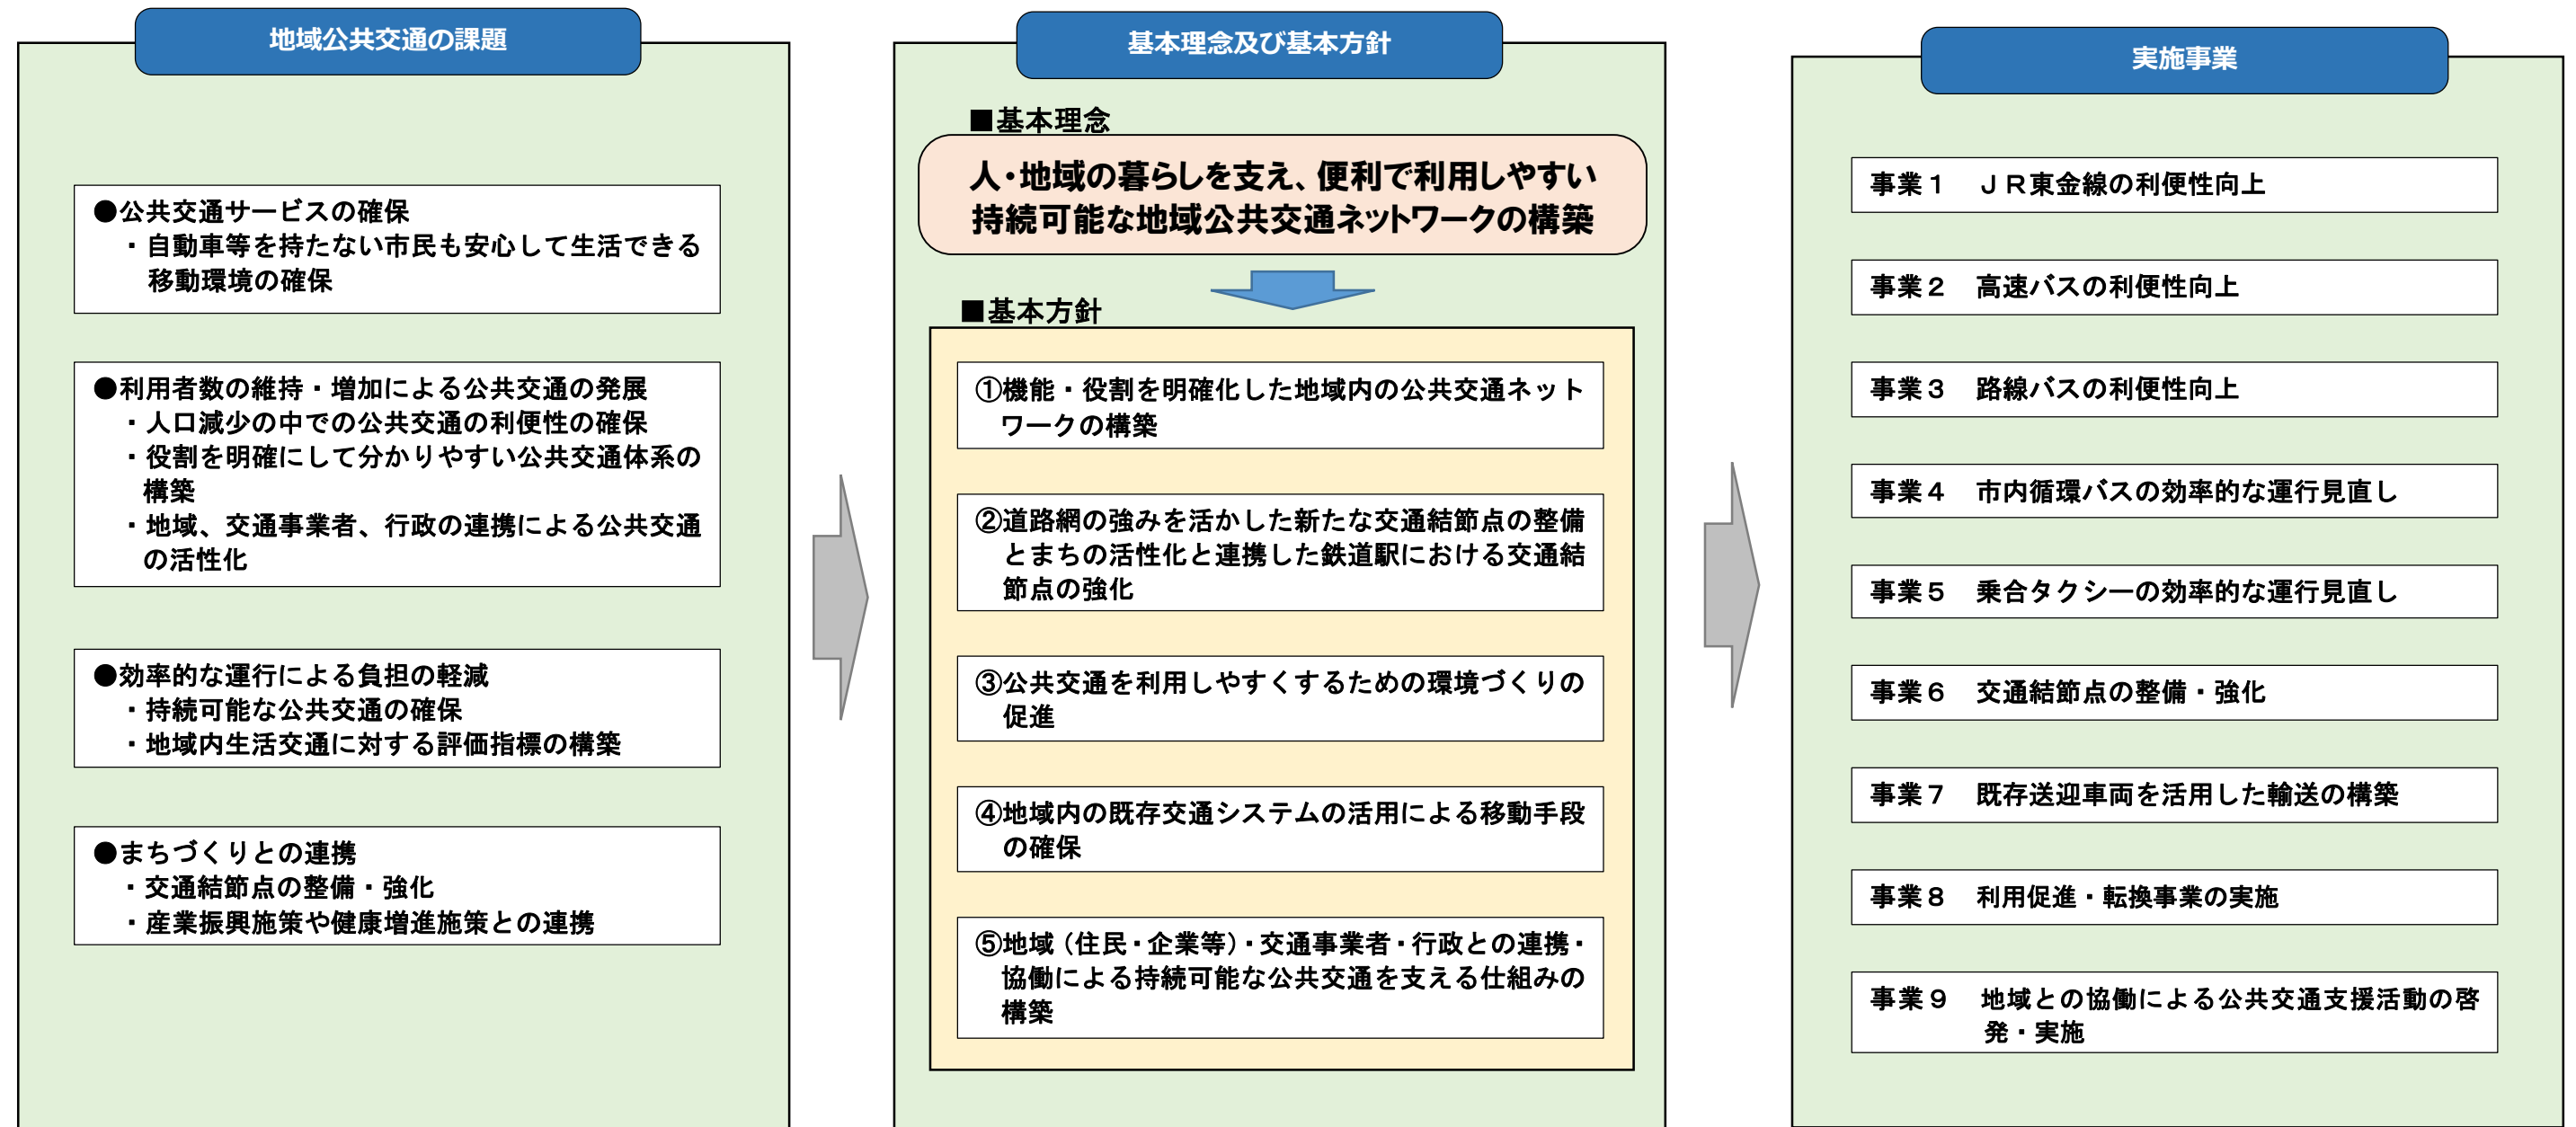 地域公共交通の課題
●公共交通サービスの確保
・自動車等を持たない市民も安心して生活できる
移動環境の確保
●利用者数の維持・増加による公共交通の発展
・人口減少の中での公共交通の利便性の確保
・役割を明確にして分かりやすい公共交通体系の
構築
・地域、交通事業者、行政の連携による公共交通
の活性化
●効率的な運行による負担の軽減
・持続可能な公共交通の確保
・地域内生活交通に対する評価指標の構築
●まちづくりとの連携
・交通結節点の整備・強化
・産業振興施策や健康増進施策との連携
基本理念及び基本方針
■基本理念
人・地域の暮らしを支え、便利で利用しやすい
持続可能な地域公共交通ネットワークの構築
■基本方針
①機能・役割を明確化した地域内の公共交通ネット
ワークの構築
②道路網の強みを活かした新たな交通結節点の整備
とまちの活性化と連携した鉄道駅における交通結
節点の強化
③公共交通を利用しやすくするための環境づくりの
促進
④地域内の既存交通システムの活用による移動手段
の確保
⑤地域（住民・企業等）・交通事業者・行政との連携・
協働による持続可能な公共交通を支える仕組みの
構築
実施事業
事業１　ＪＲ東金線の利便性向上
事業２　高速バスの利便性向上
事業３　路線バスの利便性向上
事業４　市内循環バスの効率的な運行見直し
事業５　乗合タクシーの効率的な運行見直し
事業６　交通結節点の整備・強化
事業７　既存送迎車両を活用した輸送の構築
事業８　利用促進・転換事業の実施
事業９　地域との協働による公共交通支援活動の啓
発・実施